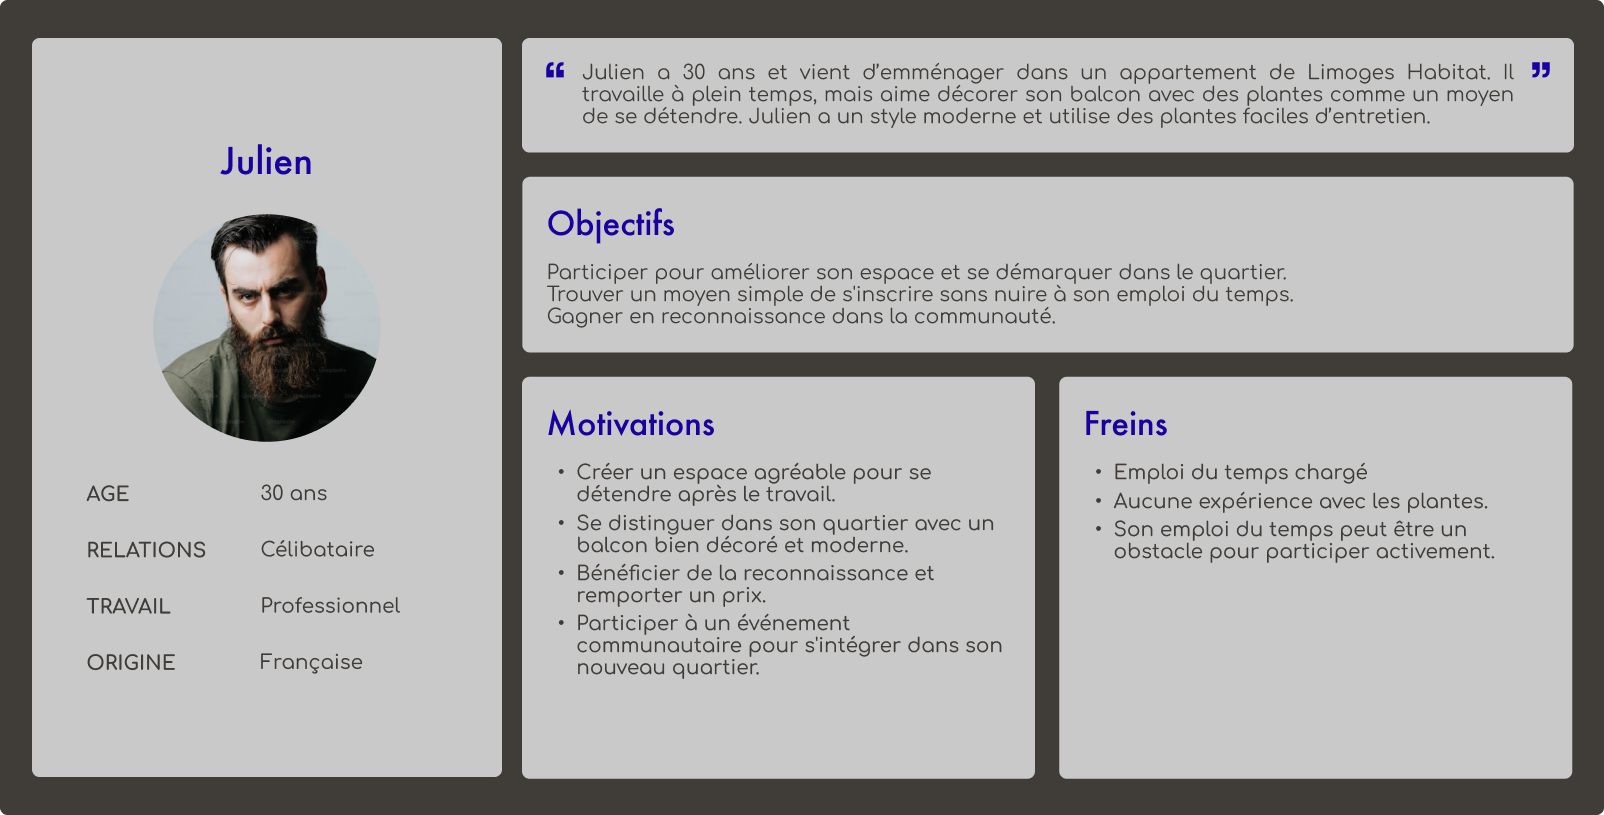 Julien
AGE 30 ans
RELATIONS Célibataire
TRAVAIL Professionnel
ORIGINE Française
“ Julien a 30 ans et vient d’emménager dans un appartement de Limoges Habitat. Il ”
travaille à plein temps, mais aime décorer son balcon avec des plantes comme un moyen
de se détendre. Julien a un style moderne et utilise des plantes faciles d’entretien.
Objectifs
Participer pour améliorer son espace et se démarquer dans le quartier.
Trouver un moyen simple de s'inscrire sans nuire à son emploi du temps.
Gagner en reconnaissance dans la communauté.
Motivations
• Créer un espace agréable pour se
détendre après le travail.
• Se distinguer dans son quartier avec un
balcon bien décoré et moderne.
• Bénéficier de la reconnaissance et
remporter un prix.
• Participer à un événement
communautaire pour s'intégrer dans son
nouveau quartier.
Freins
• Emploi du temps chargé
• Aucune expérience avec les plantes.
• Son emploi du temps peut être un
obstacle pour participer activement.